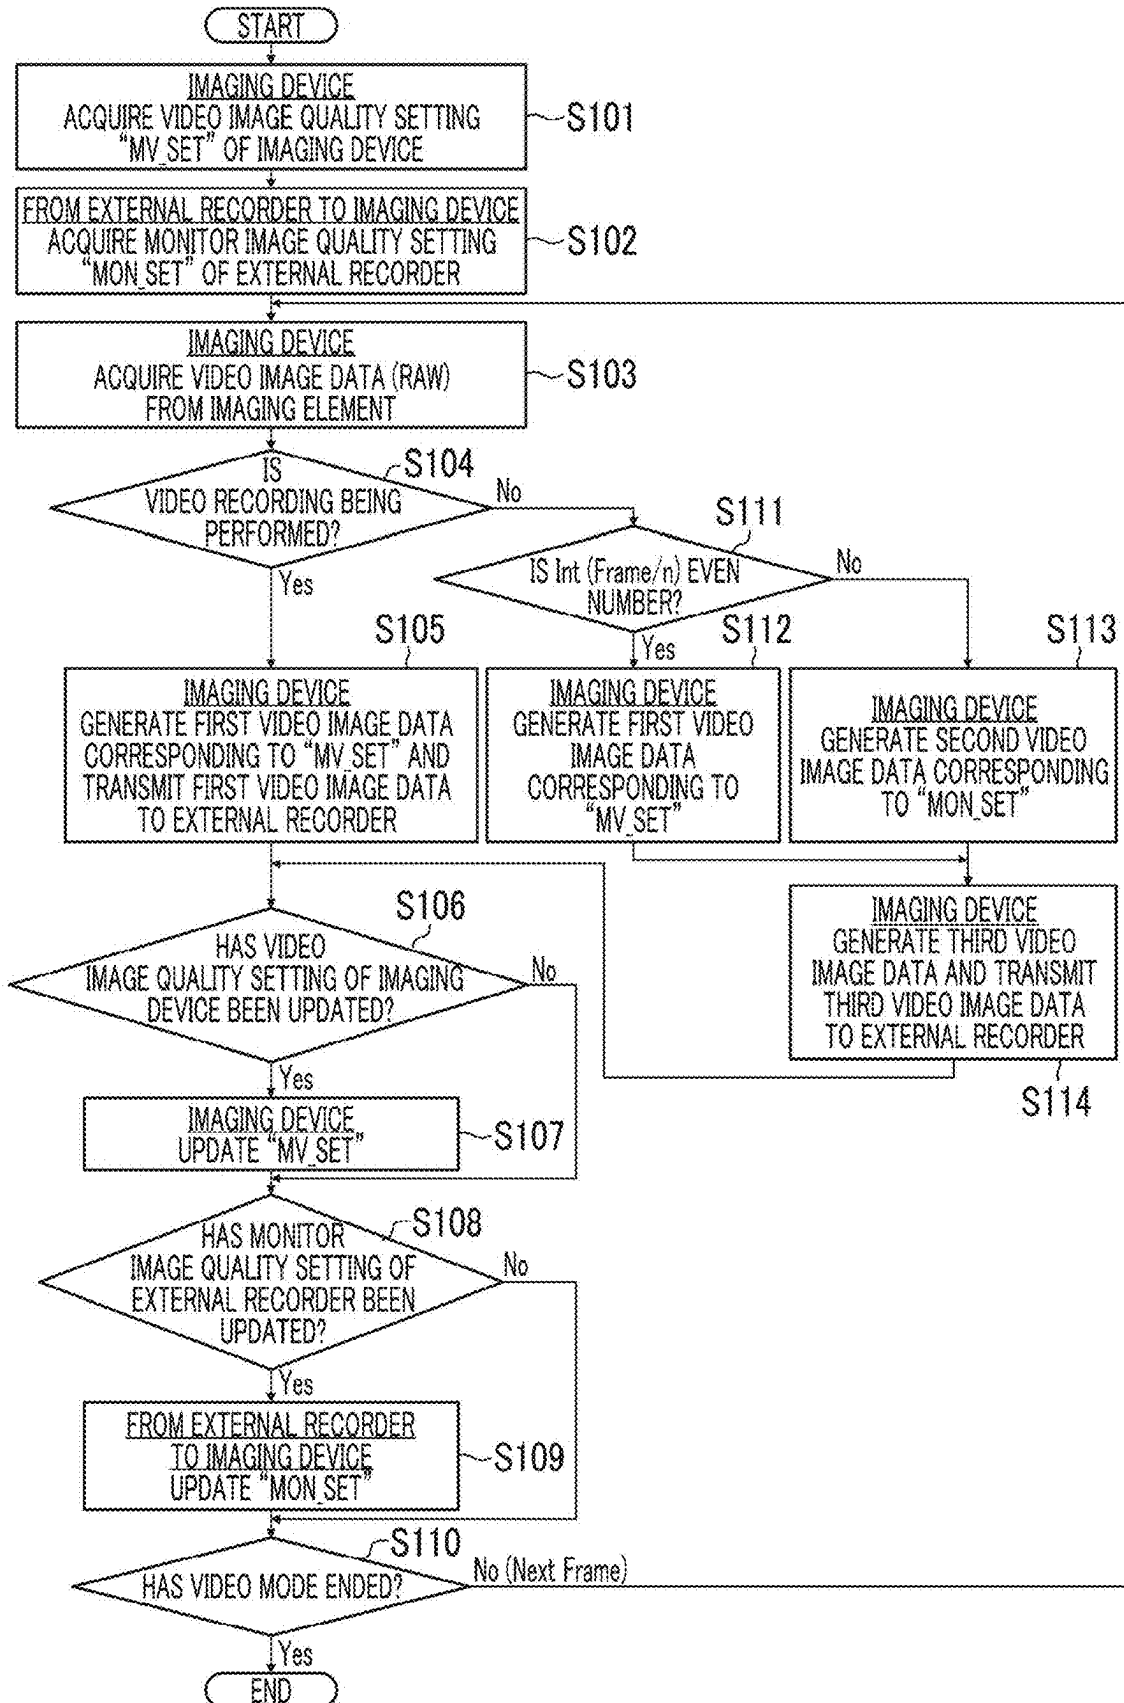 START
IMAGING DEVICE
ACQUIRE VIDEO IMAGE QUALITY SETTING
“MV_SET” OF IMAGING DEVICE
S101
FROM EXTERNAL RECORDER TO IMAGING DEVICE
ACQUIRE MONITOR IMAGE QUALITY SETTING
“MON_SET” OF EXTERNAL RECORDER
S102
IMAGING DEVICE
ACQUIRE VIDEO IMAGE DATA (RAW)
FROM IMAGING ELEMENT
S103
S104
IS
VIDEO RECORDING BEING
PERFORMED?
No
Yes
S111
IS Int (Frame/n) EVEN
NUMBER?
No
Yes
S105
IMAGING DEVICE
GENERATE FIRST VIDEO IMAGE DATA
CORRESPONDING TO “MV_SET” AND
TRANSMIT FIRST VIDEO IMAGE DATA
TO EXTERNAL RECORDER
S112
IMAGING DEVICE
GENERATE FIRST VIDEO
IMAGE DATA
CORRESPONDING TO
“MV_SET”
S113
IMAGING DEVICE
GENERATE SECOND VIDEO
IMAGE DATA CORRESPONDING
TO “MON_SET”
IMAGING DEVICE
GENERATE THIRD VIDEO
IMAGE DATA AND TRANSMIT
THIRD VIDEO IMAGE DATA
TO EXTERNAL RECORDER
S114
S106
HAS VIDEO
IMAGE QUALITY SETTING OF IMAGING
DEVICE BEEN UPDATED?
No
Yes
IMAGING DEVICE
UPDATE “MV_SET”
S107
S108
HAS MONITOR
IMAGE QUALITY SETTING OF
EXTERNAL RECORDER BEEN
UPDATED?
No
Yes
FROM EXTERNAL RECORDER
TO IMAGING DEVICE
UPDATE “MON_SET”
S109
S110
HAS VIDEO MODE ENDED?
No (Next Frame)
Yes
END